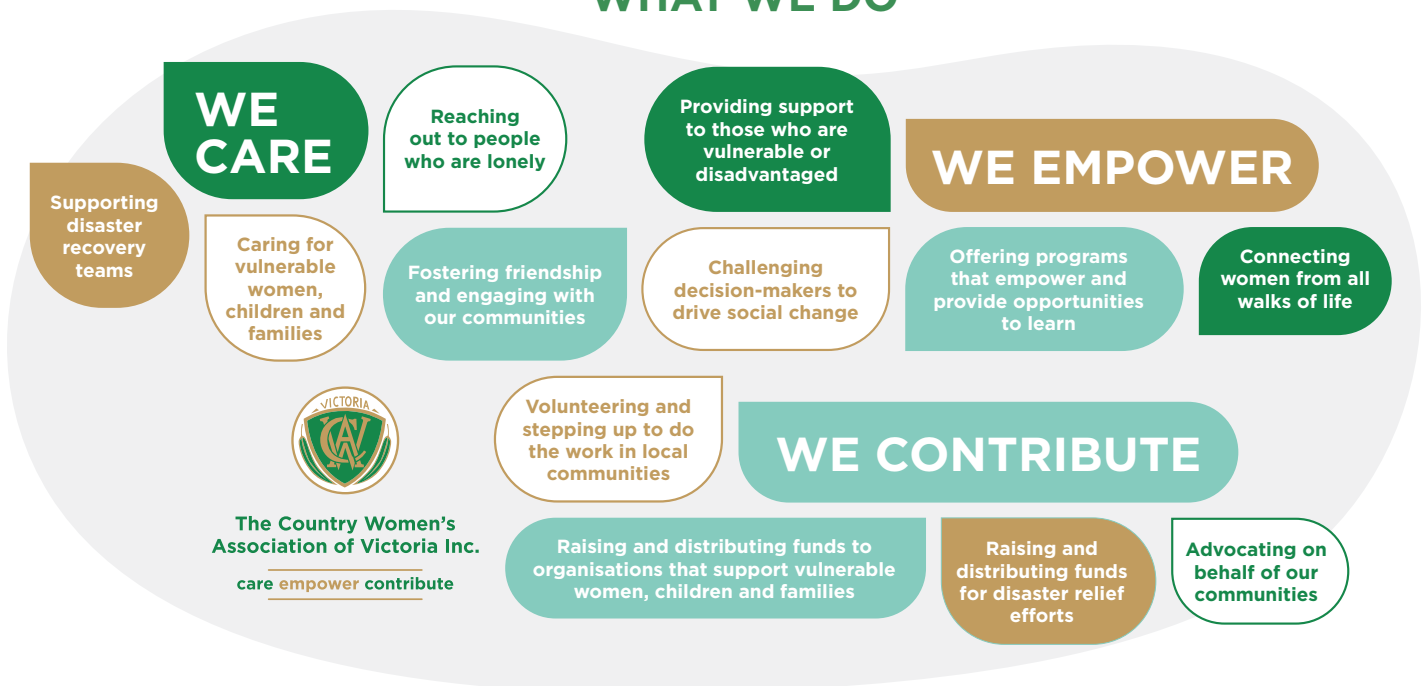 WHAT WE DO
WE
CARE
Reaching
out to people
who are lonely
Providing support
to those who are
vulnerable or
disadvantaged
WE EMPOWER
Supporting
disaster
recovery
teams
Caring for
vulnerable
women,
children and
families
Fostering friendship
and engaging with
our communities
Challenging
decision-makers to
drive social change
Offering programs
that empower and
provide opportunities
to learn
Connecting
women from all
walks of life
VICTORIA
CWA
The Country Women's
Association of Victoria Inc.
care empower contribute
Volunteering and
stepping up to do
the work in local
communities
WE CONTRIBUTE
Raising and distributing funds to
organisations that support vulnerable
women, children and families
Raising and
distributing funds
for disaster relief
efforts
Advocating on
behalf of our
communities